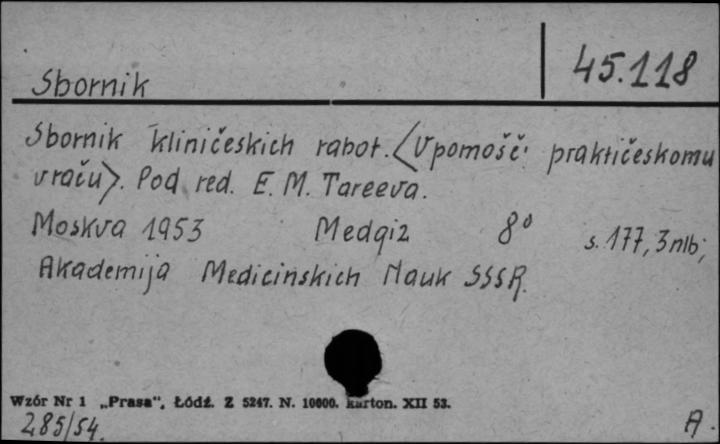 45.118
Sbornik
Sbornik kliničeskich rabot. <V pomošč' praktičeskomu
vraču>. Pod red. E. M. Tareeva.
Moskva 1953 Medgiz 8⁰ s. 177, 3 nlb;
Akademija Medicinskich Nauk SSSR.
Wzór Nr 1 „Prasa“, Łódź. Z 5247. N. 10000. karton. XII 53.
285/54. A.